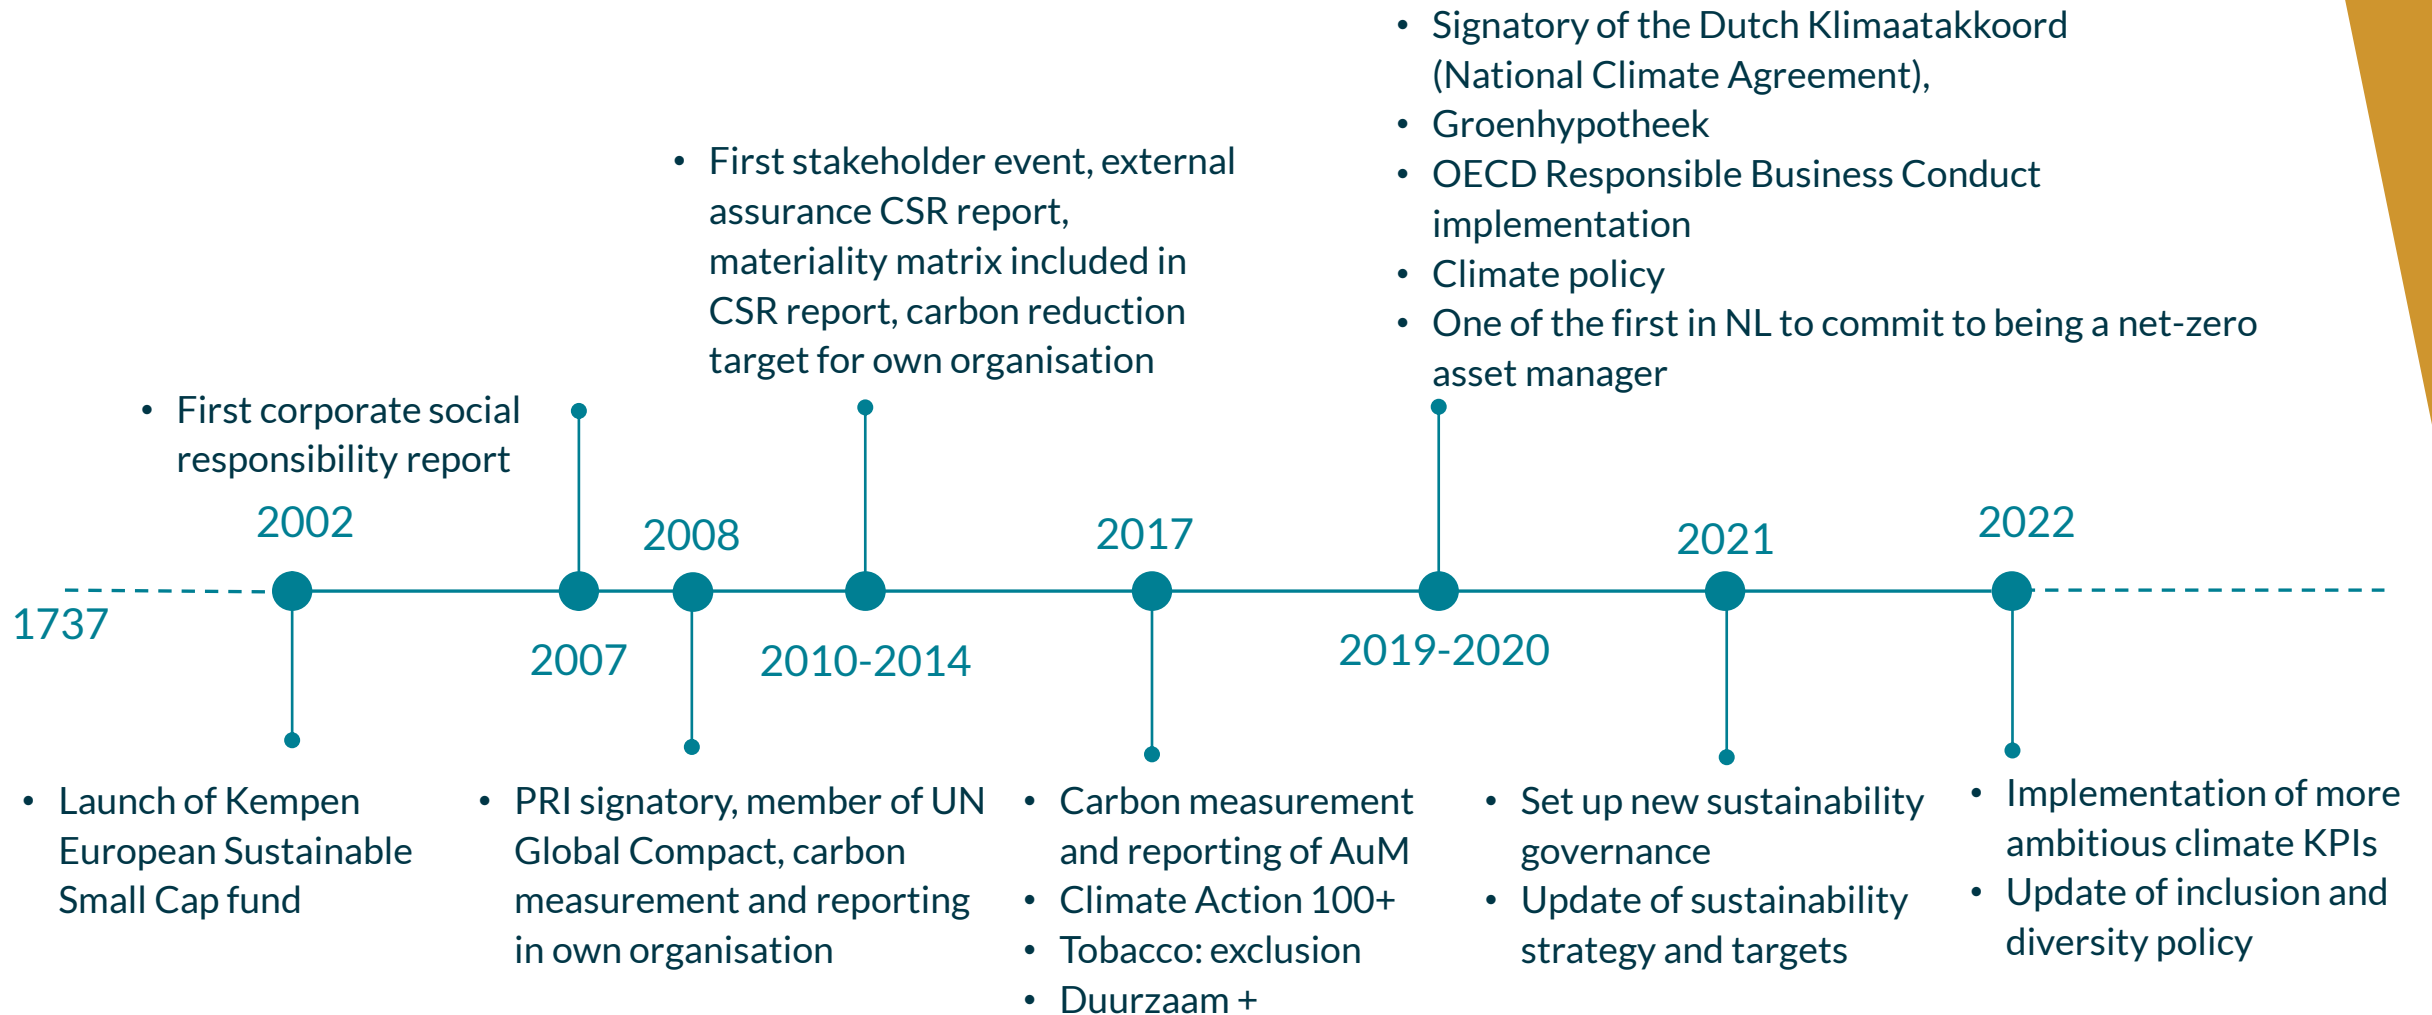 • Signatory of the Dutch Klimaatakkoord
(National Climate Agreement),
• Groenhypotheek
• OECD Responsible Business Conduct
implementation
• Climate policy
• One of the first in NL to commit to being a net-zero
asset manager
• First stakeholder event, external
assurance CSR report,
materiality matrix included in
CSR report, carbon reduction
target for own organisation
• First corporate social
responsibility report
2002
2008
2017
2021
2022
1737
2007
2010-2014
2019-2020
• Launch of Kempen
European Sustainable
Small Cap fund
• PRI signatory, member of UN
Global Compact, carbon
measurement and reporting
in own organisation
• Carbon measurement
and reporting of AuM
• Climate Action 100+
• Tobacco: exclusion
• Duurzaam +
• Set up new sustainability
governance
• Update of sustainability
strategy and targets
• Implementation of more
ambitious climate KPIs
• Update of inclusion and
diversity policy